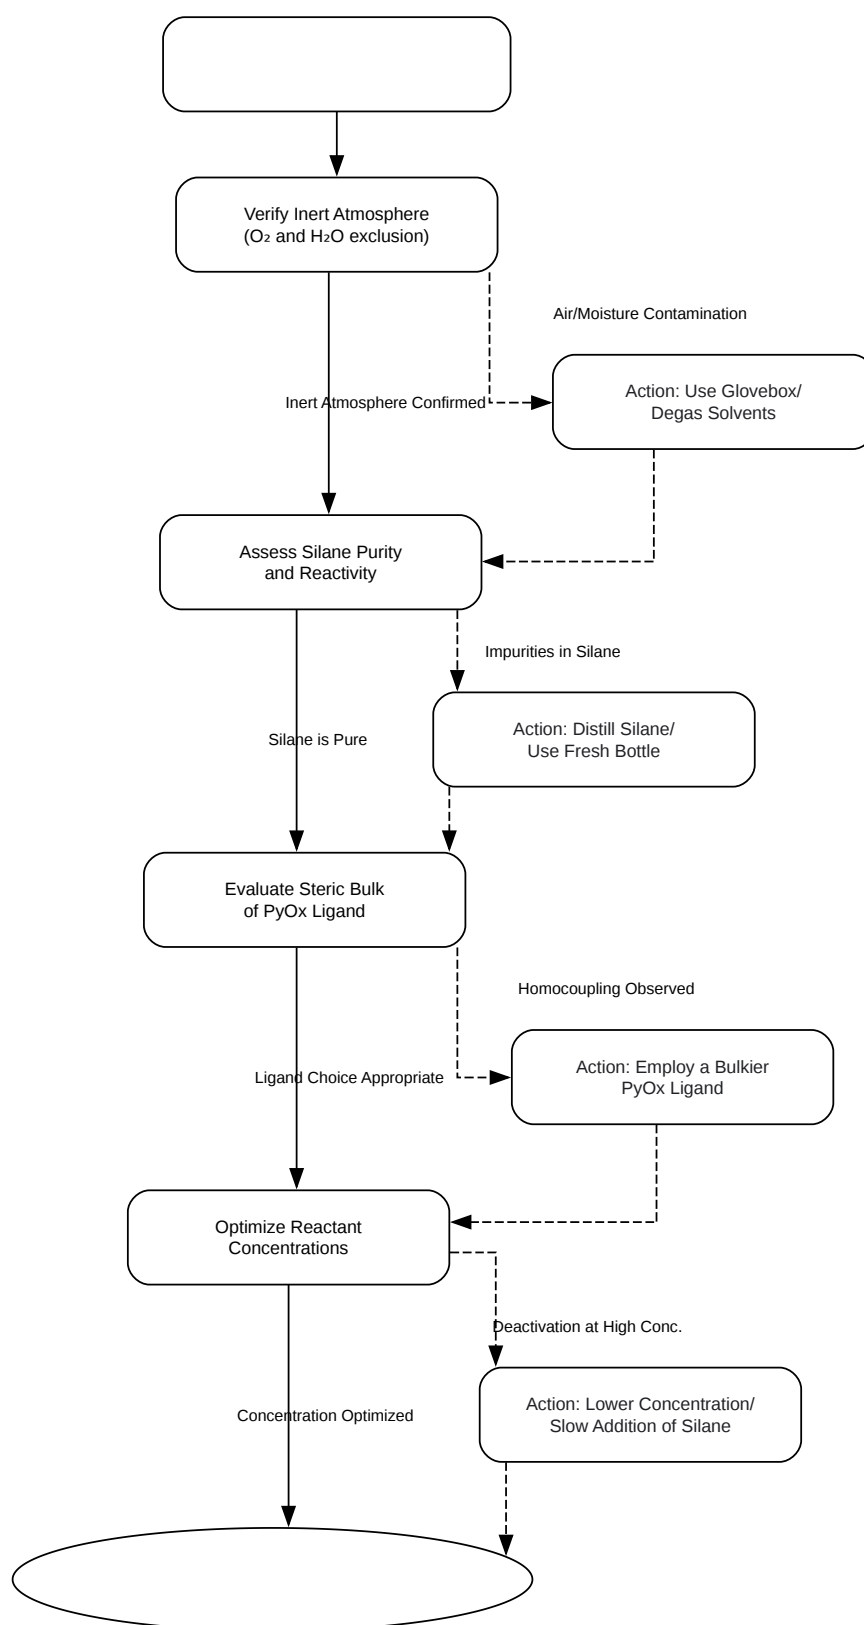 Verify Inert Atmosphere
(O₂ and H₂O exclusion)
Air/Moisture Contamination
Action: Use Glovebox/
Degas Solvents
Inert Atmosphere Confirmed
Assess Silane Purity
and Reactivity
Impurities in Silane
Action: Distill Silane/
Use Fresh Bottle
Silane is Pure
Evaluate Steric Bulk
of PyOx Ligand
Homocoupling Observed
Action: Employ a Bulkier
PyOx Ligand
Ligand Choice Appropriate
Optimize Reactant
Concentrations
Deactivation at High Conc.
Action: Lower Concentration/
Slow Addition of Silane
Concentration Optimized